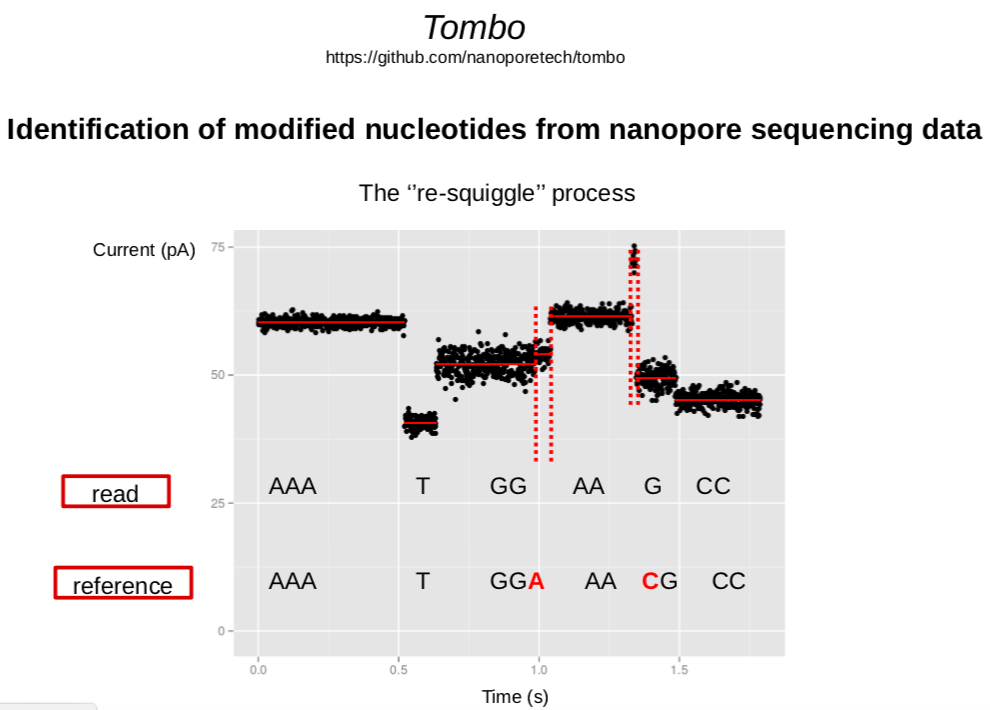 Tombo
https://github.com/nanoporetech/tombo
Identification of modified nucleotides from nanopore sequencing data
The ‘’re-squiggle’’ process
Current (pA)
75
50
read AAA T GG AA G CC
25
reference AAA T GGA AA CG CC
0
0.0 0.5 1.0 1.5
Time (s)